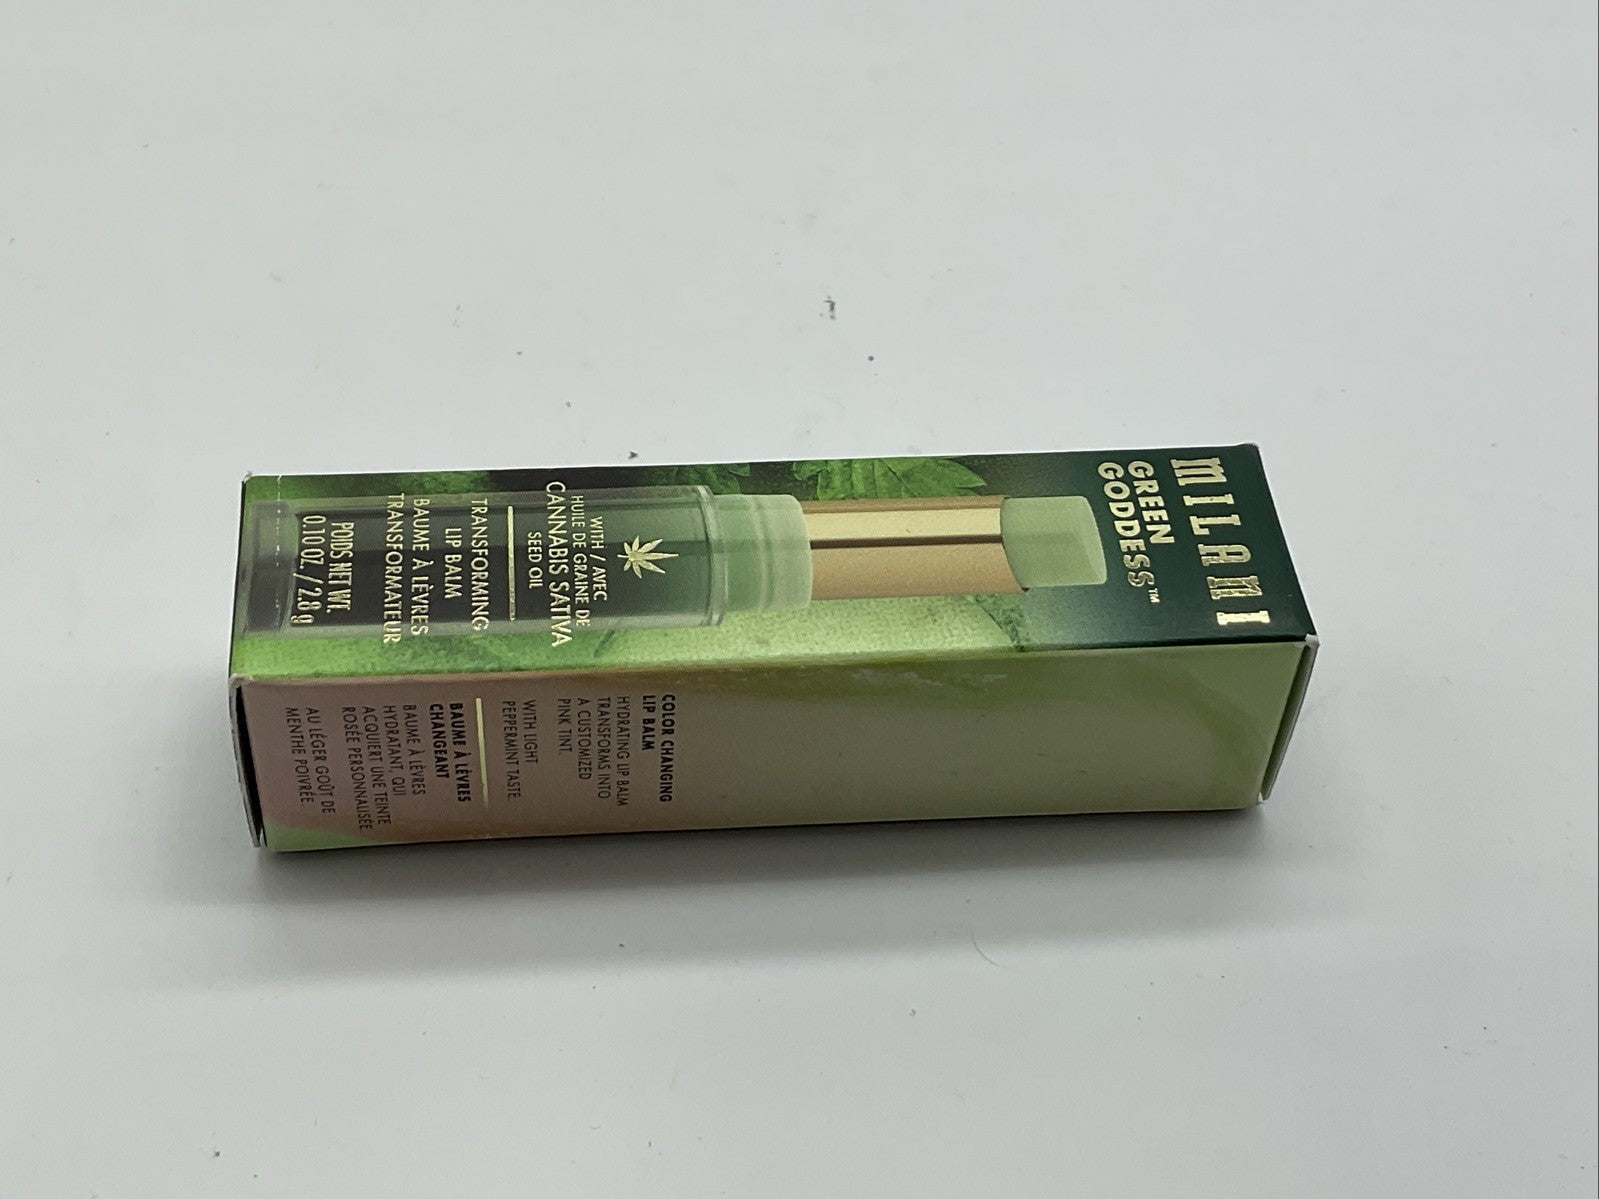 MILANI
GREEN
GODDESS™
WITH / AVEC
HUILE DE GRAINE DE
CANNABIS SATIVA
SEED OIL
TRANSFORMING
LIP BALM
BAUME À LÈVRES
TRANSFORMATEUR
POIDS NET WT.
0.10 OZ. / 2.8 g
COLOR CHANGING
LIP BALM
HYDRATING LIP BALM
TRANSFORMS INTO
A CUSTOMIZED
PINK TINT.
WITH LIGHT
PEPPERMINT TASTE.
BAUME À LÈVRES
CHANGEANT
BAUME À LÈVRES
HYDRATANT, QUI
ACQUIERT UNE TEINTE
ROSÉE PERSONNALISÉE
AU LÉGER GOÛT DE
MENTHE POIVRÉE.